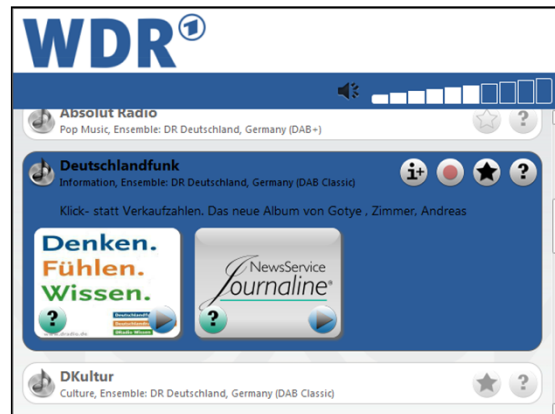 WDR®
Absolut Radio
Pop Music, Ensemble: DR Deutschland, Germany (DAB+)
?
Deutschlandfunk
Information, Ensemble: DR Deutschland, Germany (DAB Classic)
i+
?
Klick- statt Verkaufzahlen. Das neue Album von Gotye , Zimmer, Andreas
Denken.
Fühlen.
Wissen.
?
NewsService
Journaline®
?
DKultur
Culture, Ensemble: DR Deutschland, Germany (DAB Classic)
?